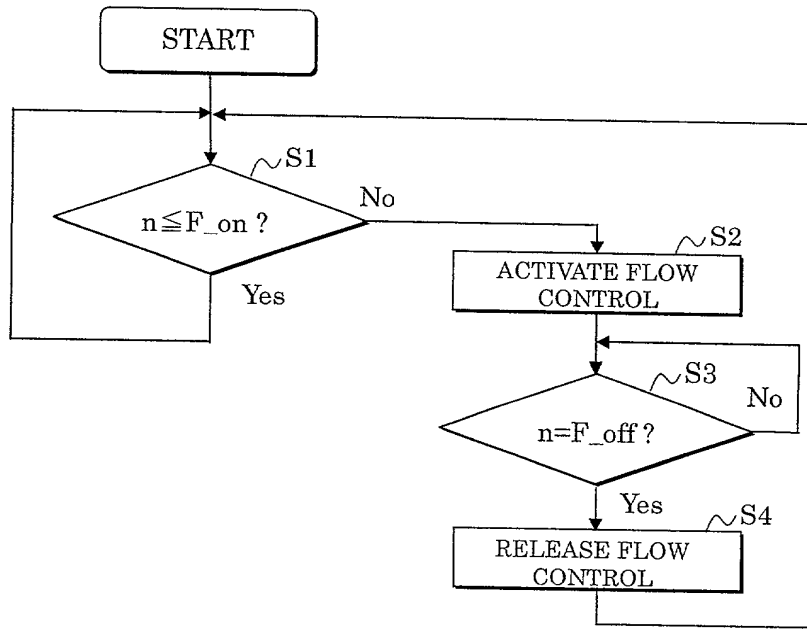 START
S1
n≦F_on ?
No
Yes
S2
ACTIVATE FLOW
CONTROL
S3
No
n=F_off ?
Yes
S4
RELEASE FLOW
CONTROL